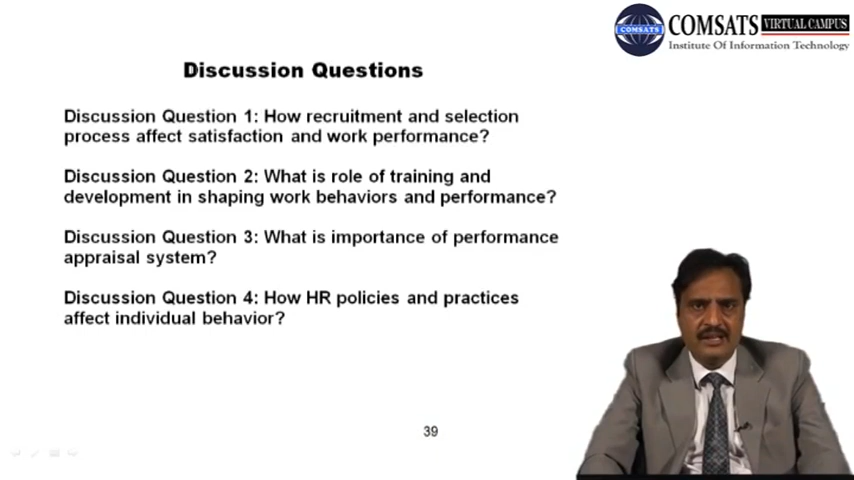 COMSATS VIRTUAL CAMPUS
COMSATS
Institute Of Information Technology
Discussion Questions
Discussion Question 1: How recruitment and selection
process affect satisfaction and work performance?
Discussion Question 2: What is role of training and
development in shaping work behaviors and performance?
Discussion Question 3: What is importance of performance
appraisal system?
Discussion Question 4: How HR policies and practices
affect individual behavior?
39